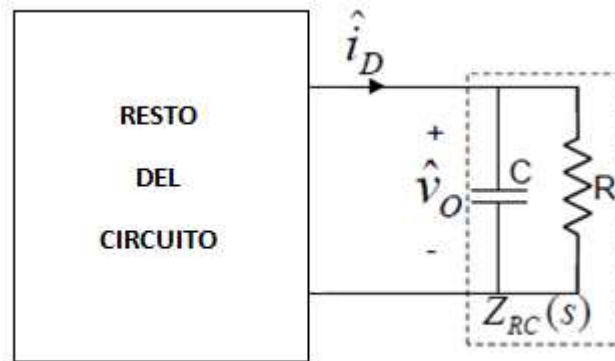 RESTO
DEL
CIRCUITO
î_D
+
v̂_O
-
C
R
Z_RC(s)